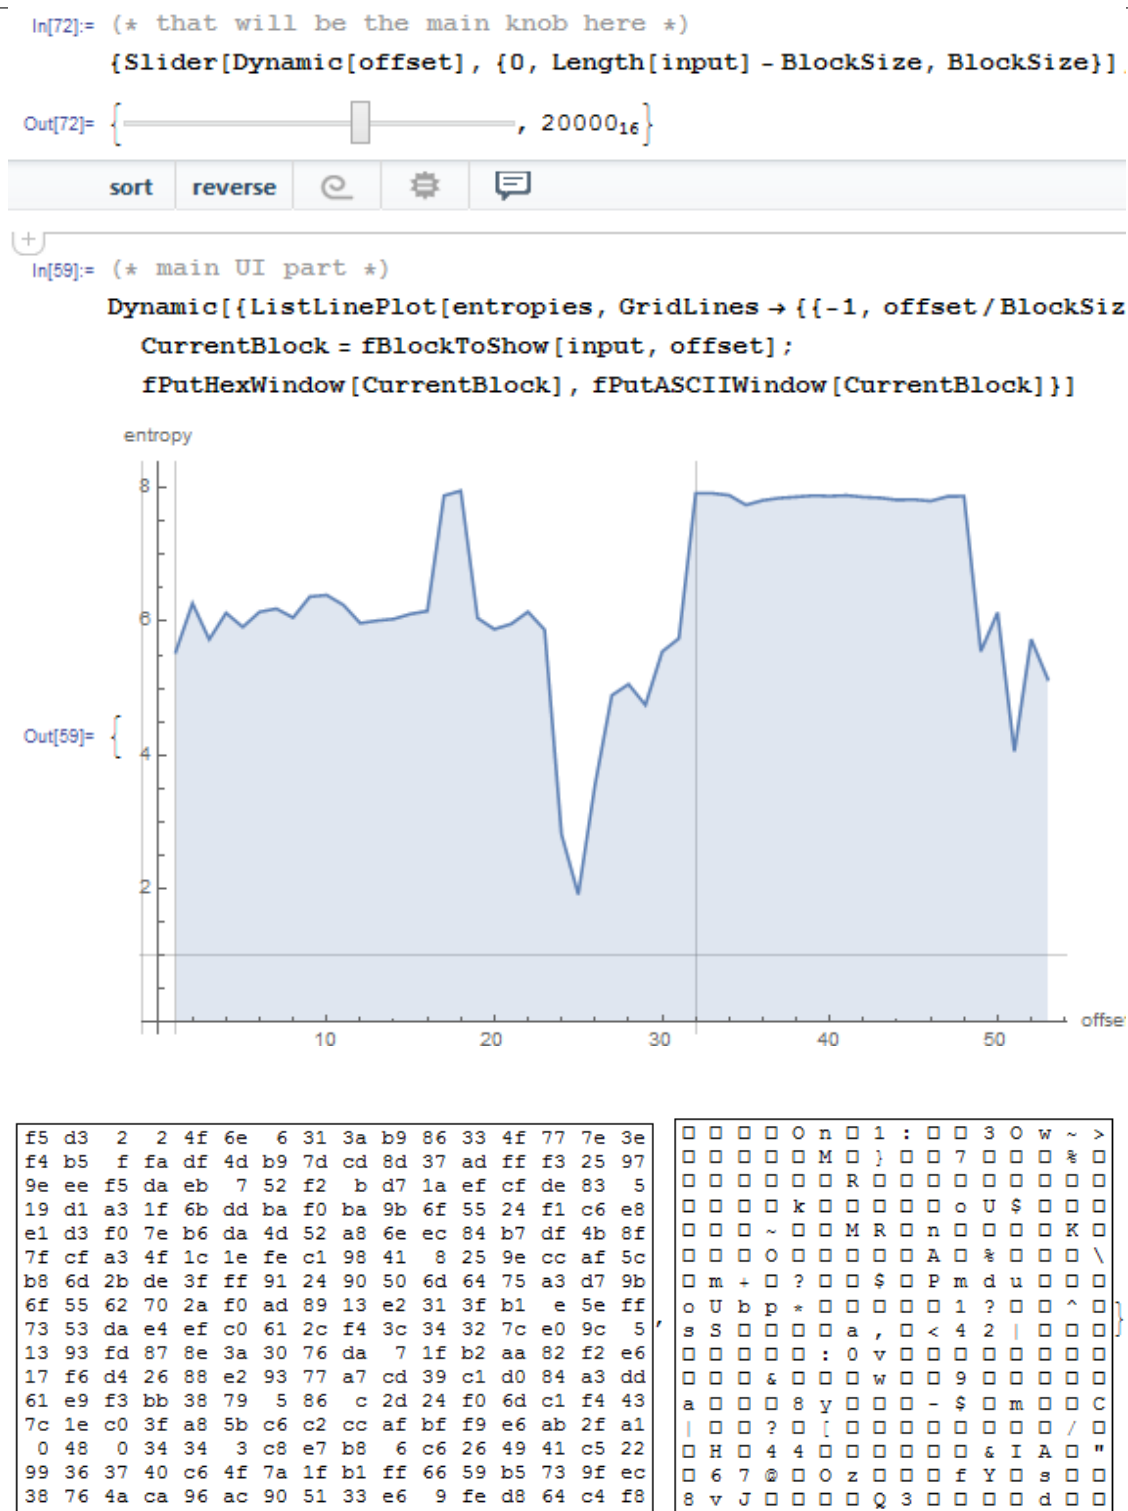 In[72]:= (* that will be the main knob here *)
{Slider[Dynamic[offset], {0, Length[input] - BlockSize, BlockSize}],
Out[72]= { , 20000₁₆}
sort reverse
In[59]:= (* main UI part *)
Dynamic[{ListLinePlot[entropies, GridLines → {{-1, offset/BlockSiz
CurrentBlock = fBlockToShow[input, offset];
fPutHexWindow[CurrentBlock], fPutASCIIWindow[CurrentBlock]}]
entropy
8
6
Out[59]= {
4
2
offse
10 20 30 40 50
f5 d3 2 2 4f 6e 6 31 3a b9 86 33 4f 77 7e 3e
f4 b5 f fa df 4d b9 7d cd 8d 37 ad ff f3 25 97
9e ee f5 da eb 7 52 f2 b d7 1a ef cf de 83 5
19 d1 a3 1f 6b dd ba f0 ba 9b 6f 55 24 f1 c6 e8
e1 d3 f0 7e b6 da 4d 52 a8 6e ec 84 b7 df 4b 8f
7f cf a3 4f 1c 1e fe c1 98 41 8 25 9e cc af 5c
b8 6d 2b de 3f ff 91 24 90 50 6d 64 75 a3 d7 9b
6f 55 62 70 2a f0 ad 89 13 e2 31 3f b1 e 5e ff
73 53 da e4 ef c0 61 2c f4 3c 34 32 7c e0 9c 5
13 93 fd 87 8e 3a 30 76 da 7 1f b2 aa 82 f2 e6
17 f6 d4 26 88 e2 93 77 a7 cd 39 c1 d0 84 a3 dd
61 e9 f3 bb 38 79 5 86 c 2d 24 f0 6d c1 f4 43
7c 1e c0 3f a8 5b c6 c2 cc af bf f9 e6 ab 2f a1
0 48 0 34 34 3 c8 e7 b8 6 c6 26 49 41 c5 22
99 36 37 40 c6 4f 7a 1f b1 ff 66 59 b5 73 9f ec
38 76 4a ca 96 ac 90 51 33 e6 9 fe d8 64 c4 f8
,
□ □ □ □ O n □ 1 : □ □ 3 O w ~ >
□ □ □ □ □ M □ } □ □ 7 □ □ □ % □
□ □ □ □ □ □ R □ □ □ □ □ □ □ □ □
□ □ □ □ k □ □ □ □ □ o U $ □ □ □
□ □ □ ~ □ □ M R □ n □ □ □ □ K □
□ □ □ O □ □ □ □ □ A □ % □ □ □ \
□ m + □ ? □ □ $ □ P m d u □ □ □
o U b p * □ □ □ □ □ 1 ? □ □ ^ □
s S □ □ □ □ a , □ < 4 2 | □ □ □
□ □ □ □ □ : 0 v □ □ □ □ □ □ □ □
□ □ □ & □ □ □ w □ □ 9 □ □ □ □ □
a □ □ □ 8 y □ □ □ - $ □ m □ □ C
| □ □ ? □ [ □ □ □ □ □ □ □ □ / □
□ H □ 4 4 □ □ □ □ □ □ & I A □ "
□ 6 7 @ □ O z □ □ □ f Y □ s □ □
8 v J □ □ □ □ Q 3 □ □ □ □ d □ □
}